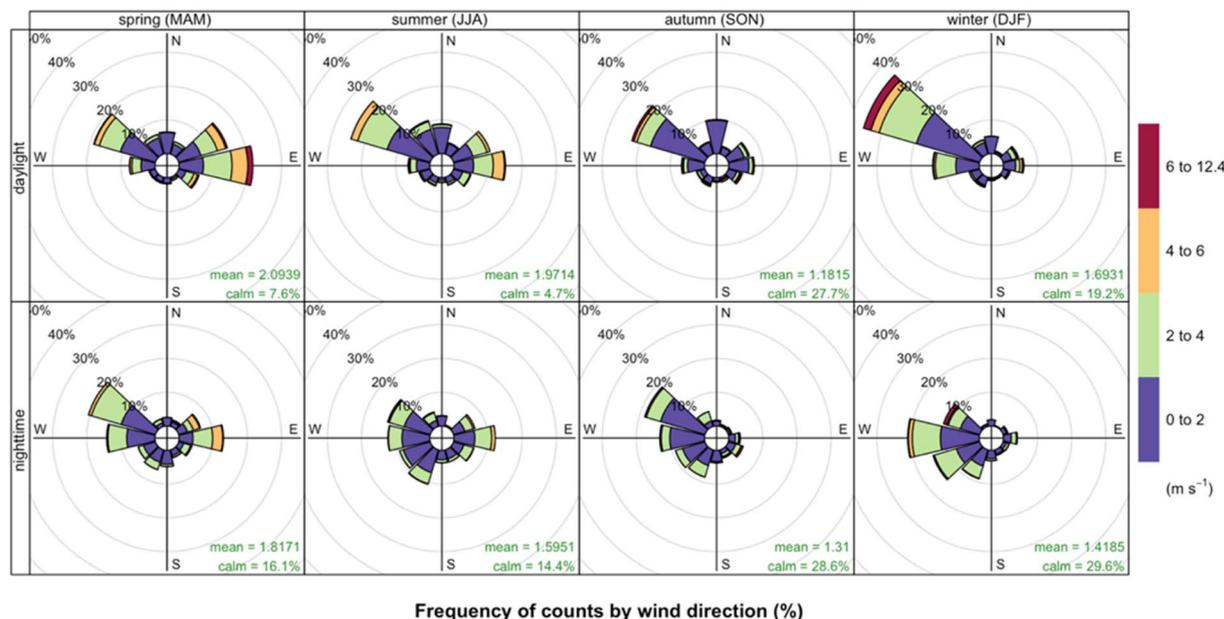 spring (MAM)
summer (JJA)
autumn (SON)
winter (DJF)
daylight
0%
40%
30%
20%
10%
N
W
E
S
mean = 2.0939
calm = 7.6%
0%
40%
30%
20%
10%
N
W
E
S
mean = 1.9714
calm = 4.7%
0%
40%
30%
20%
10%
N
W
E
S
mean = 1.1815
calm = 27.7%
0%
40%
30%
20%
10%
N
W
E
S
mean = 1.6931
calm = 19.2%
nighttime
0%
40%
30%
20%
10%
N
W
E
S
mean = 1.8171
calm = 16.1%
0%
40%
30%
20%
10%
N
W
E
S
mean = 1.5951
calm = 14.4%
0%
40%
30%
20%
10%
N
W
E
S
mean = 1.31
calm = 28.6%
0%
40%
30%
20%
10%
N
W
E
S
mean = 1.4185
calm = 29.6%
6 to 12.4
4 to 6
2 to 4
0 to 2
(m s⁻¹)
Frequency of counts by wind direction (%)